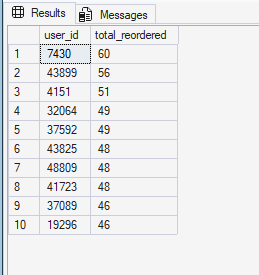 Results Messages
user_id total_reordered
1 7430 60
2 43899 56
3 4151 51
4 32064 49
5 37592 49
6 43825 48
7 48809 48
8 41723 48
9 37089 46
10 19296 46